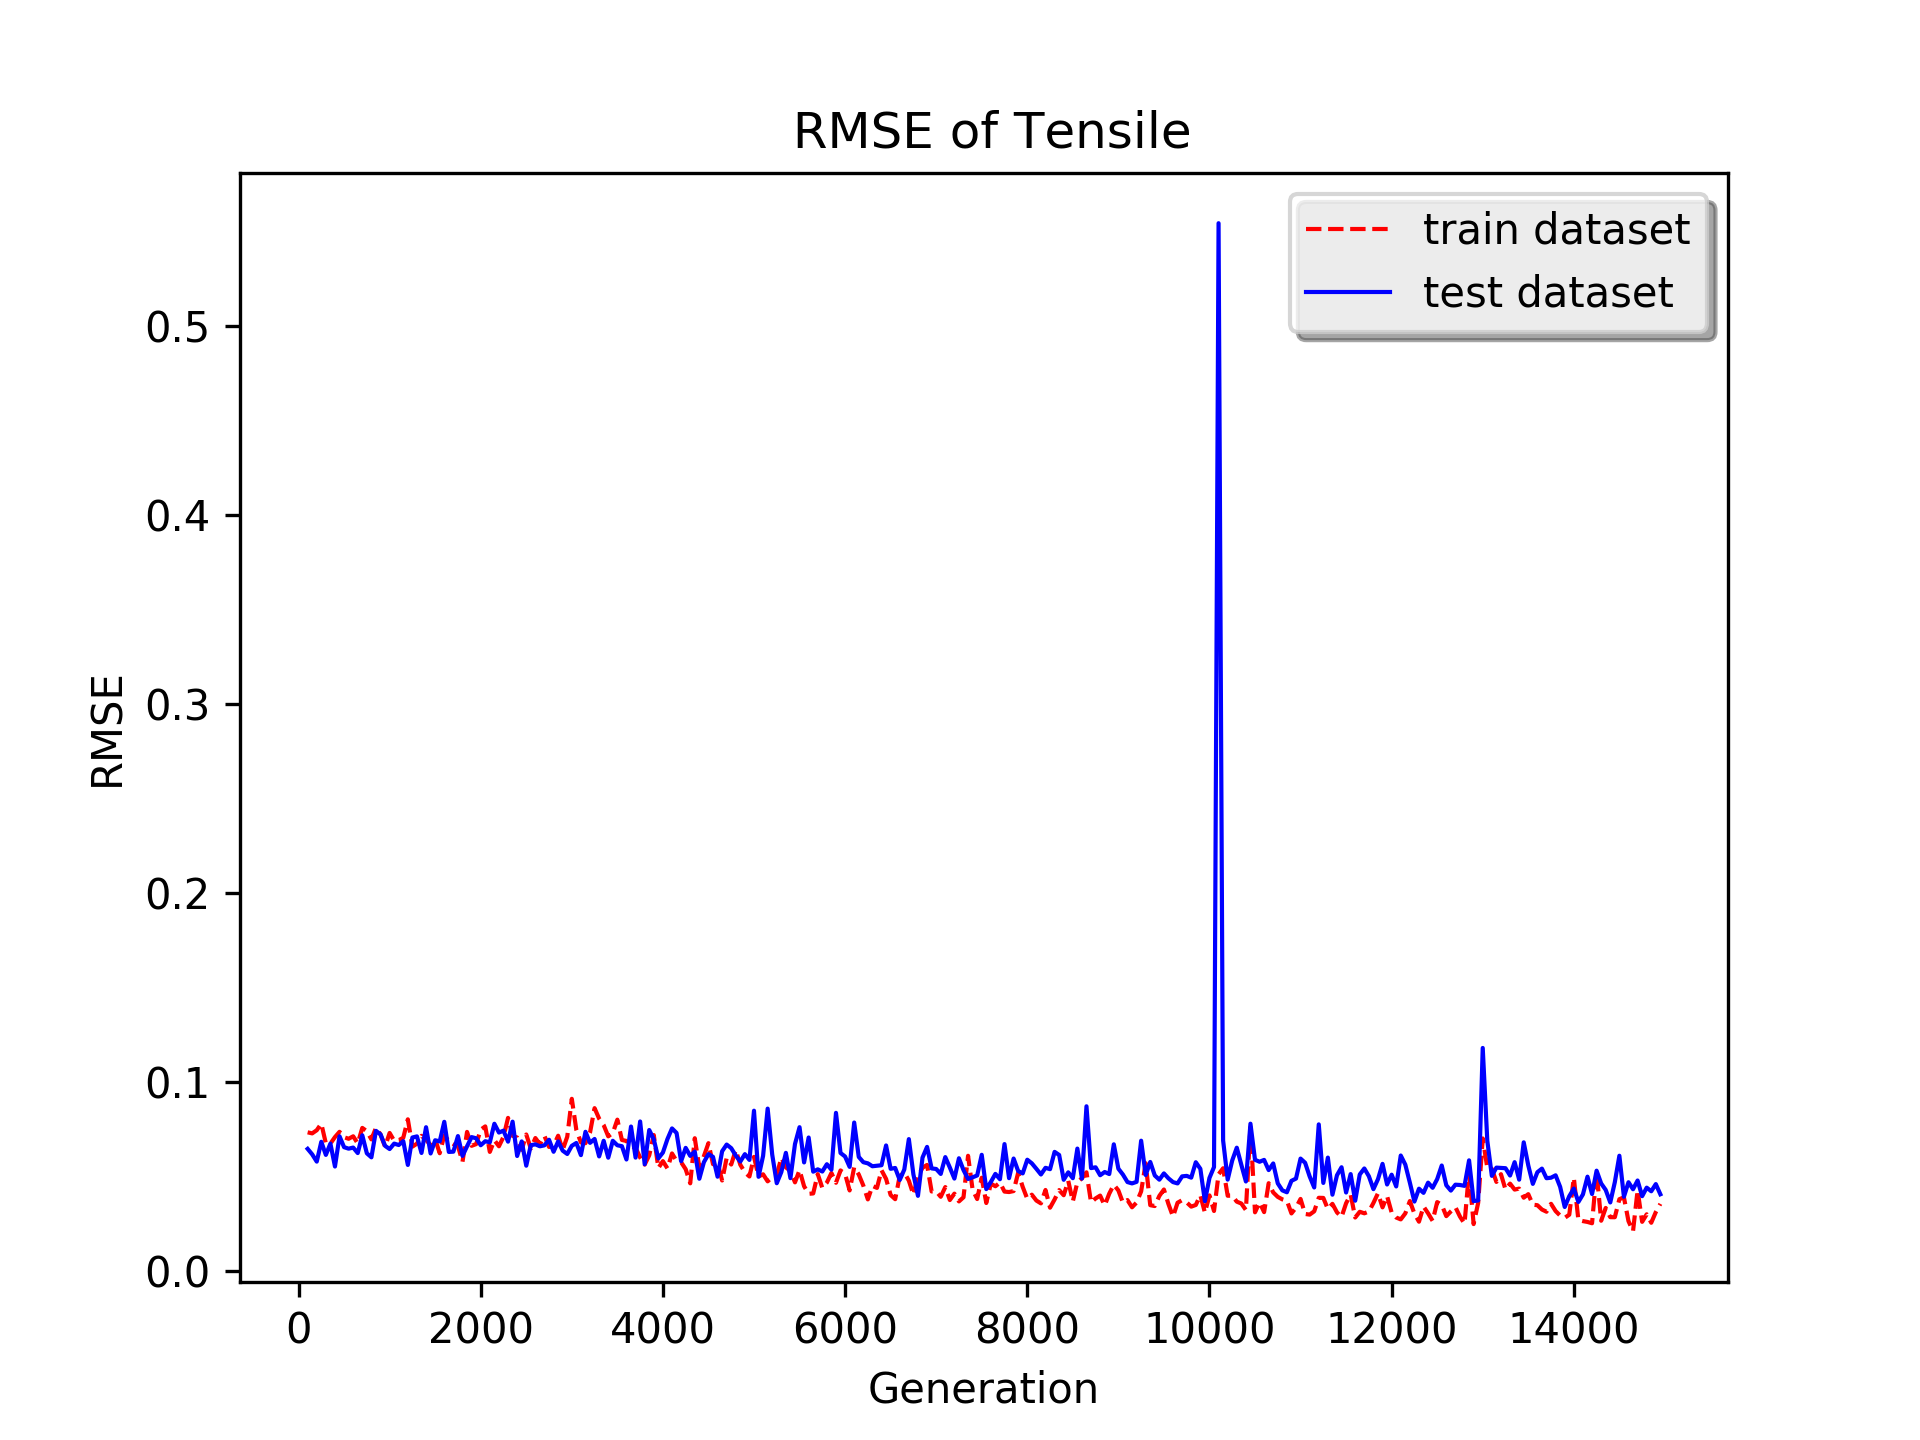 RMSE of Tensile
train dataset
test dataset
RMSE
0.5
0.4
0.3
0.2
0.1
0.0
0 2000 4000 6000 8000 10000 12000 14000
Generation